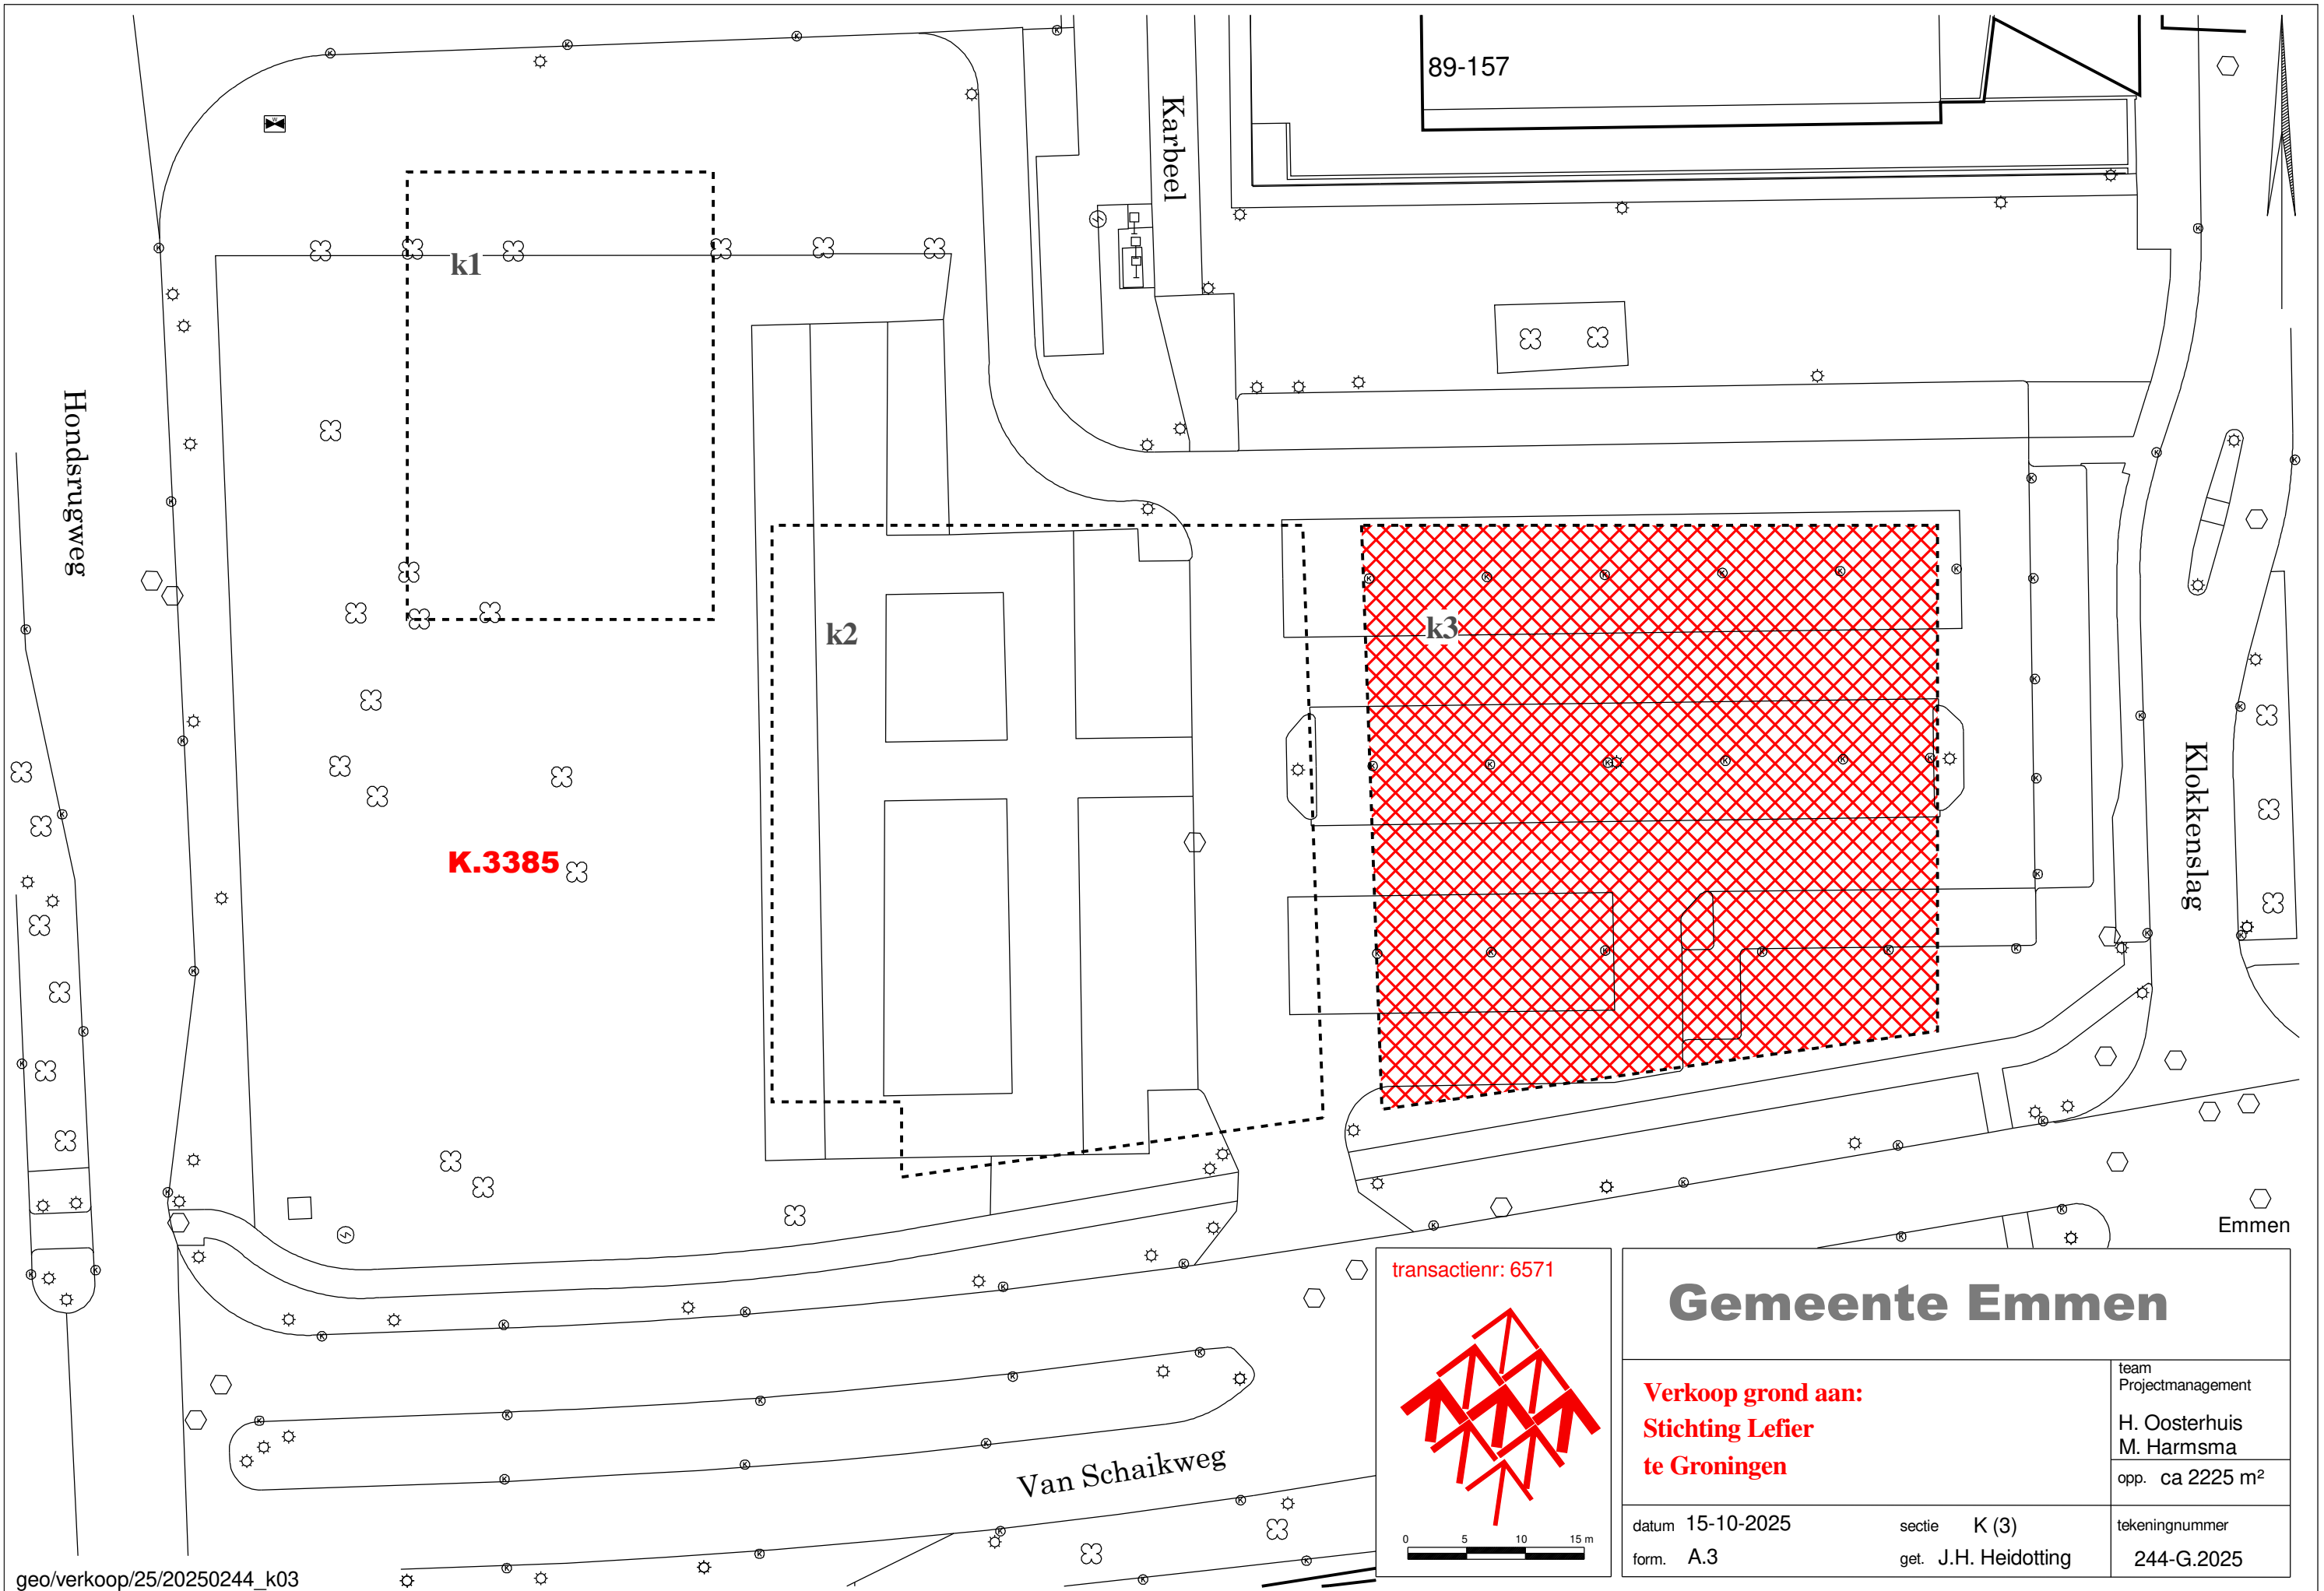 89-157
Karbeel
k1
Hondsrugweg
k2
k3
Klokkenslag
K.3385
Emmen
transactienr: 6571
0 5 10 15 m
Gemeente Emmen
Verkoop grond aan:
Stichting Lefier
te Groningen
team
Projectmanagement
H. Oosterhuis
M. Harmsma
opp. ca 2225 m²
datum 15-10-2025
sectie K (3)
tekeningnummer
form. A.3
get. J.H. Heidotting
244-G.2025
Van Schaikweg
geo/verkoop/25/20250244_k03